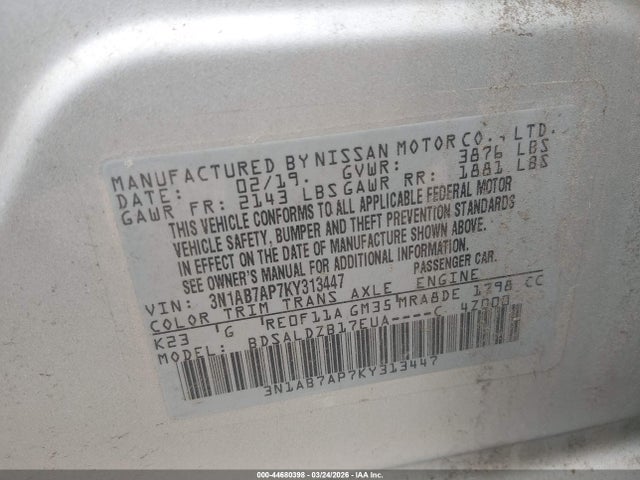 MANUFACTURED BY NISSAN MOTOR CO., LTD.
DATE: 02/19. GVWR: 3876 LBS
GAWR FR: 2143 LBS GAWR RR: 1881 LBS
THIS VEHICLE CONFORMS TO ALL APPLICABLE FEDERAL MOTOR
VEHICLE SAFETY, BUMPER AND THEFT PREVENTION STANDARDS
IN EFFECT ON THE DATE OF MANUFACTURE SHOWN ABOVE.
SEE OWNER'S MANUAL FOR ADDITIONAL INFORMATION.
VIN: 3N1AB7AP7KY313447 PASSENGER CAR.
COLOR TRIM TRANS AXLE ENGINE
K23 G RE0F11A GM35 MRA8DE 1798 CC
MODEL: BDSALDZB17EUA----C 4Z000
3N1AB7AP7KY313447
000-44680398 - 03/24/2026 - IAAI, Inc.